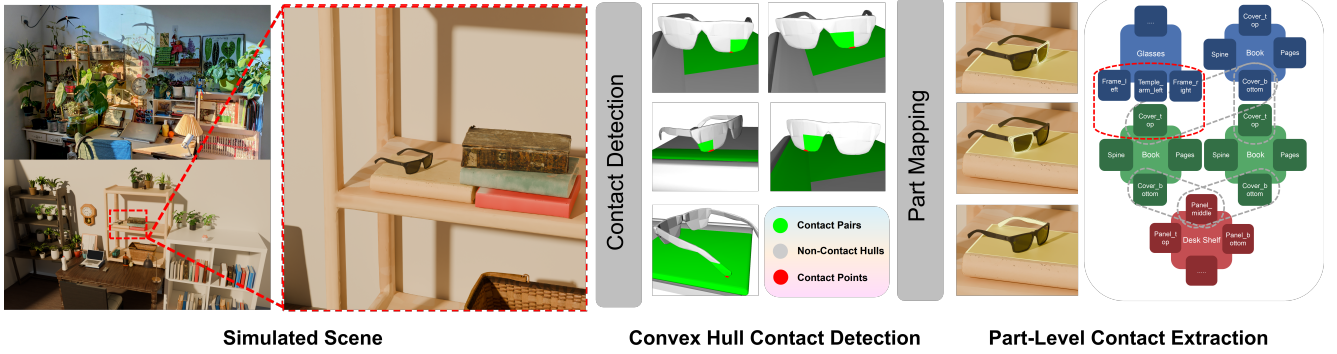 Contact Detection
Contact Pairs
Non-Contact Hulls
Contact Points
Part Mapping
....
Glasses
Frame_l
eft
Temple_
arm_left
Frame_r
ight
Cover_t
op
Spine
Book
Pages
Cover_b
ottom
Cover_t
op
Spine
Book
Pages
Cover_b
ottom
Cover_t
op
Spine
Book
Pages
Cover_b
ottom
Panel_
middle
Panel_t
op
Desk Shelf
Panel_b
ottom
.....
Simulated Scene
Convex Hull Contact Detection
Part-Level Contact Extraction